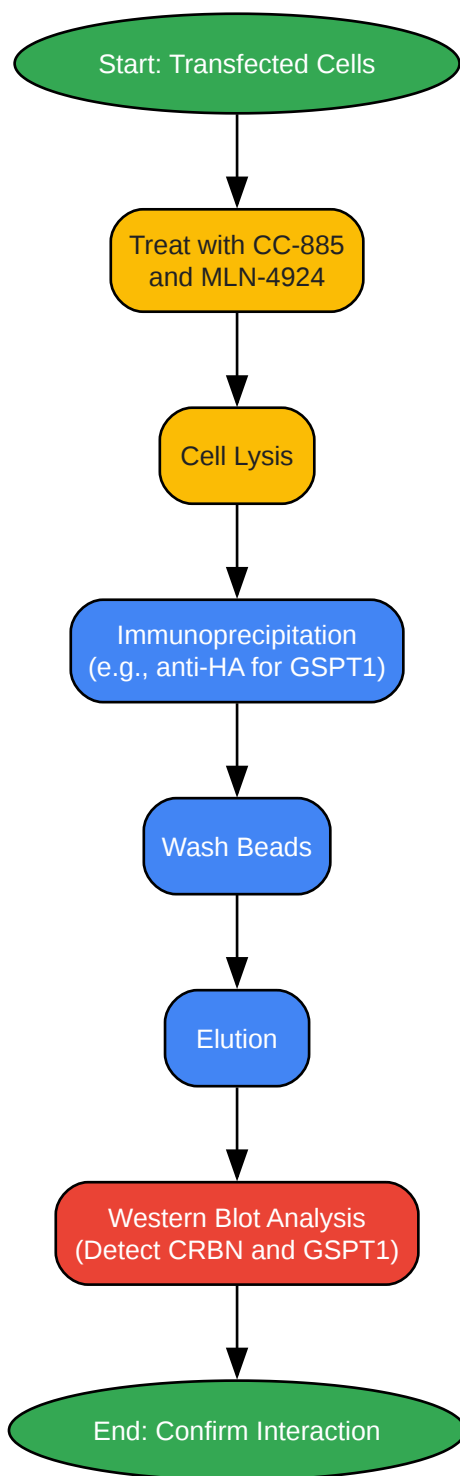 Start: Transfected Cells
Treat with CC-885
and MLN-4924
Cell Lysis
Immunoprecipitation
(e.g., anti-HA for GSPT1)
Wash Beads
Elution
Western Blot Analysis
(Detect CRBN and GSPT1)
End: Confirm Interaction